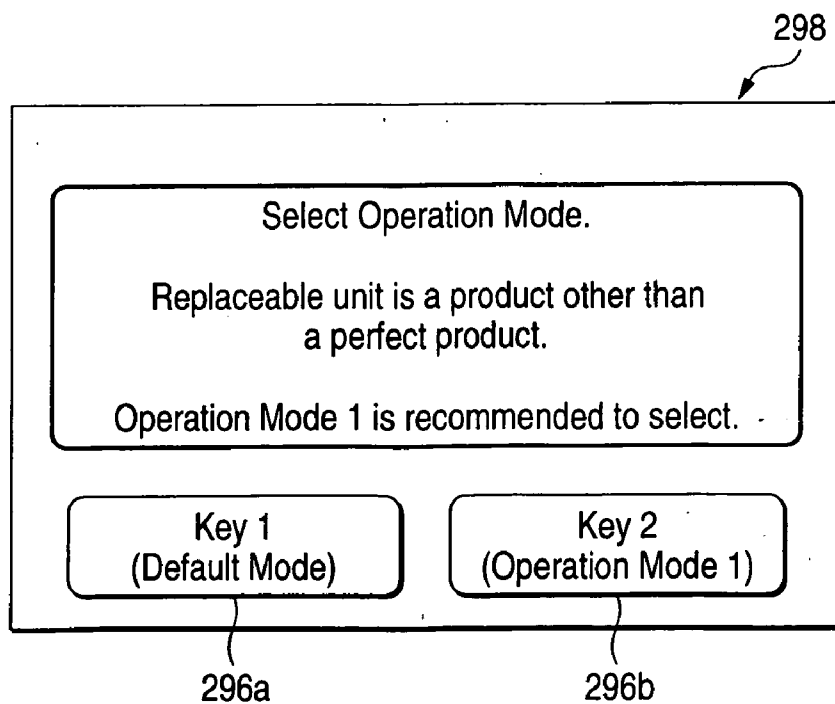 298
Select Operation Mode.
Replaceable unit is a product other than
a perfect product.
Operation Mode 1 is recommended to select.
Key 1
(Default Mode)
Key 2
(Operation Mode 1)
296a
296b